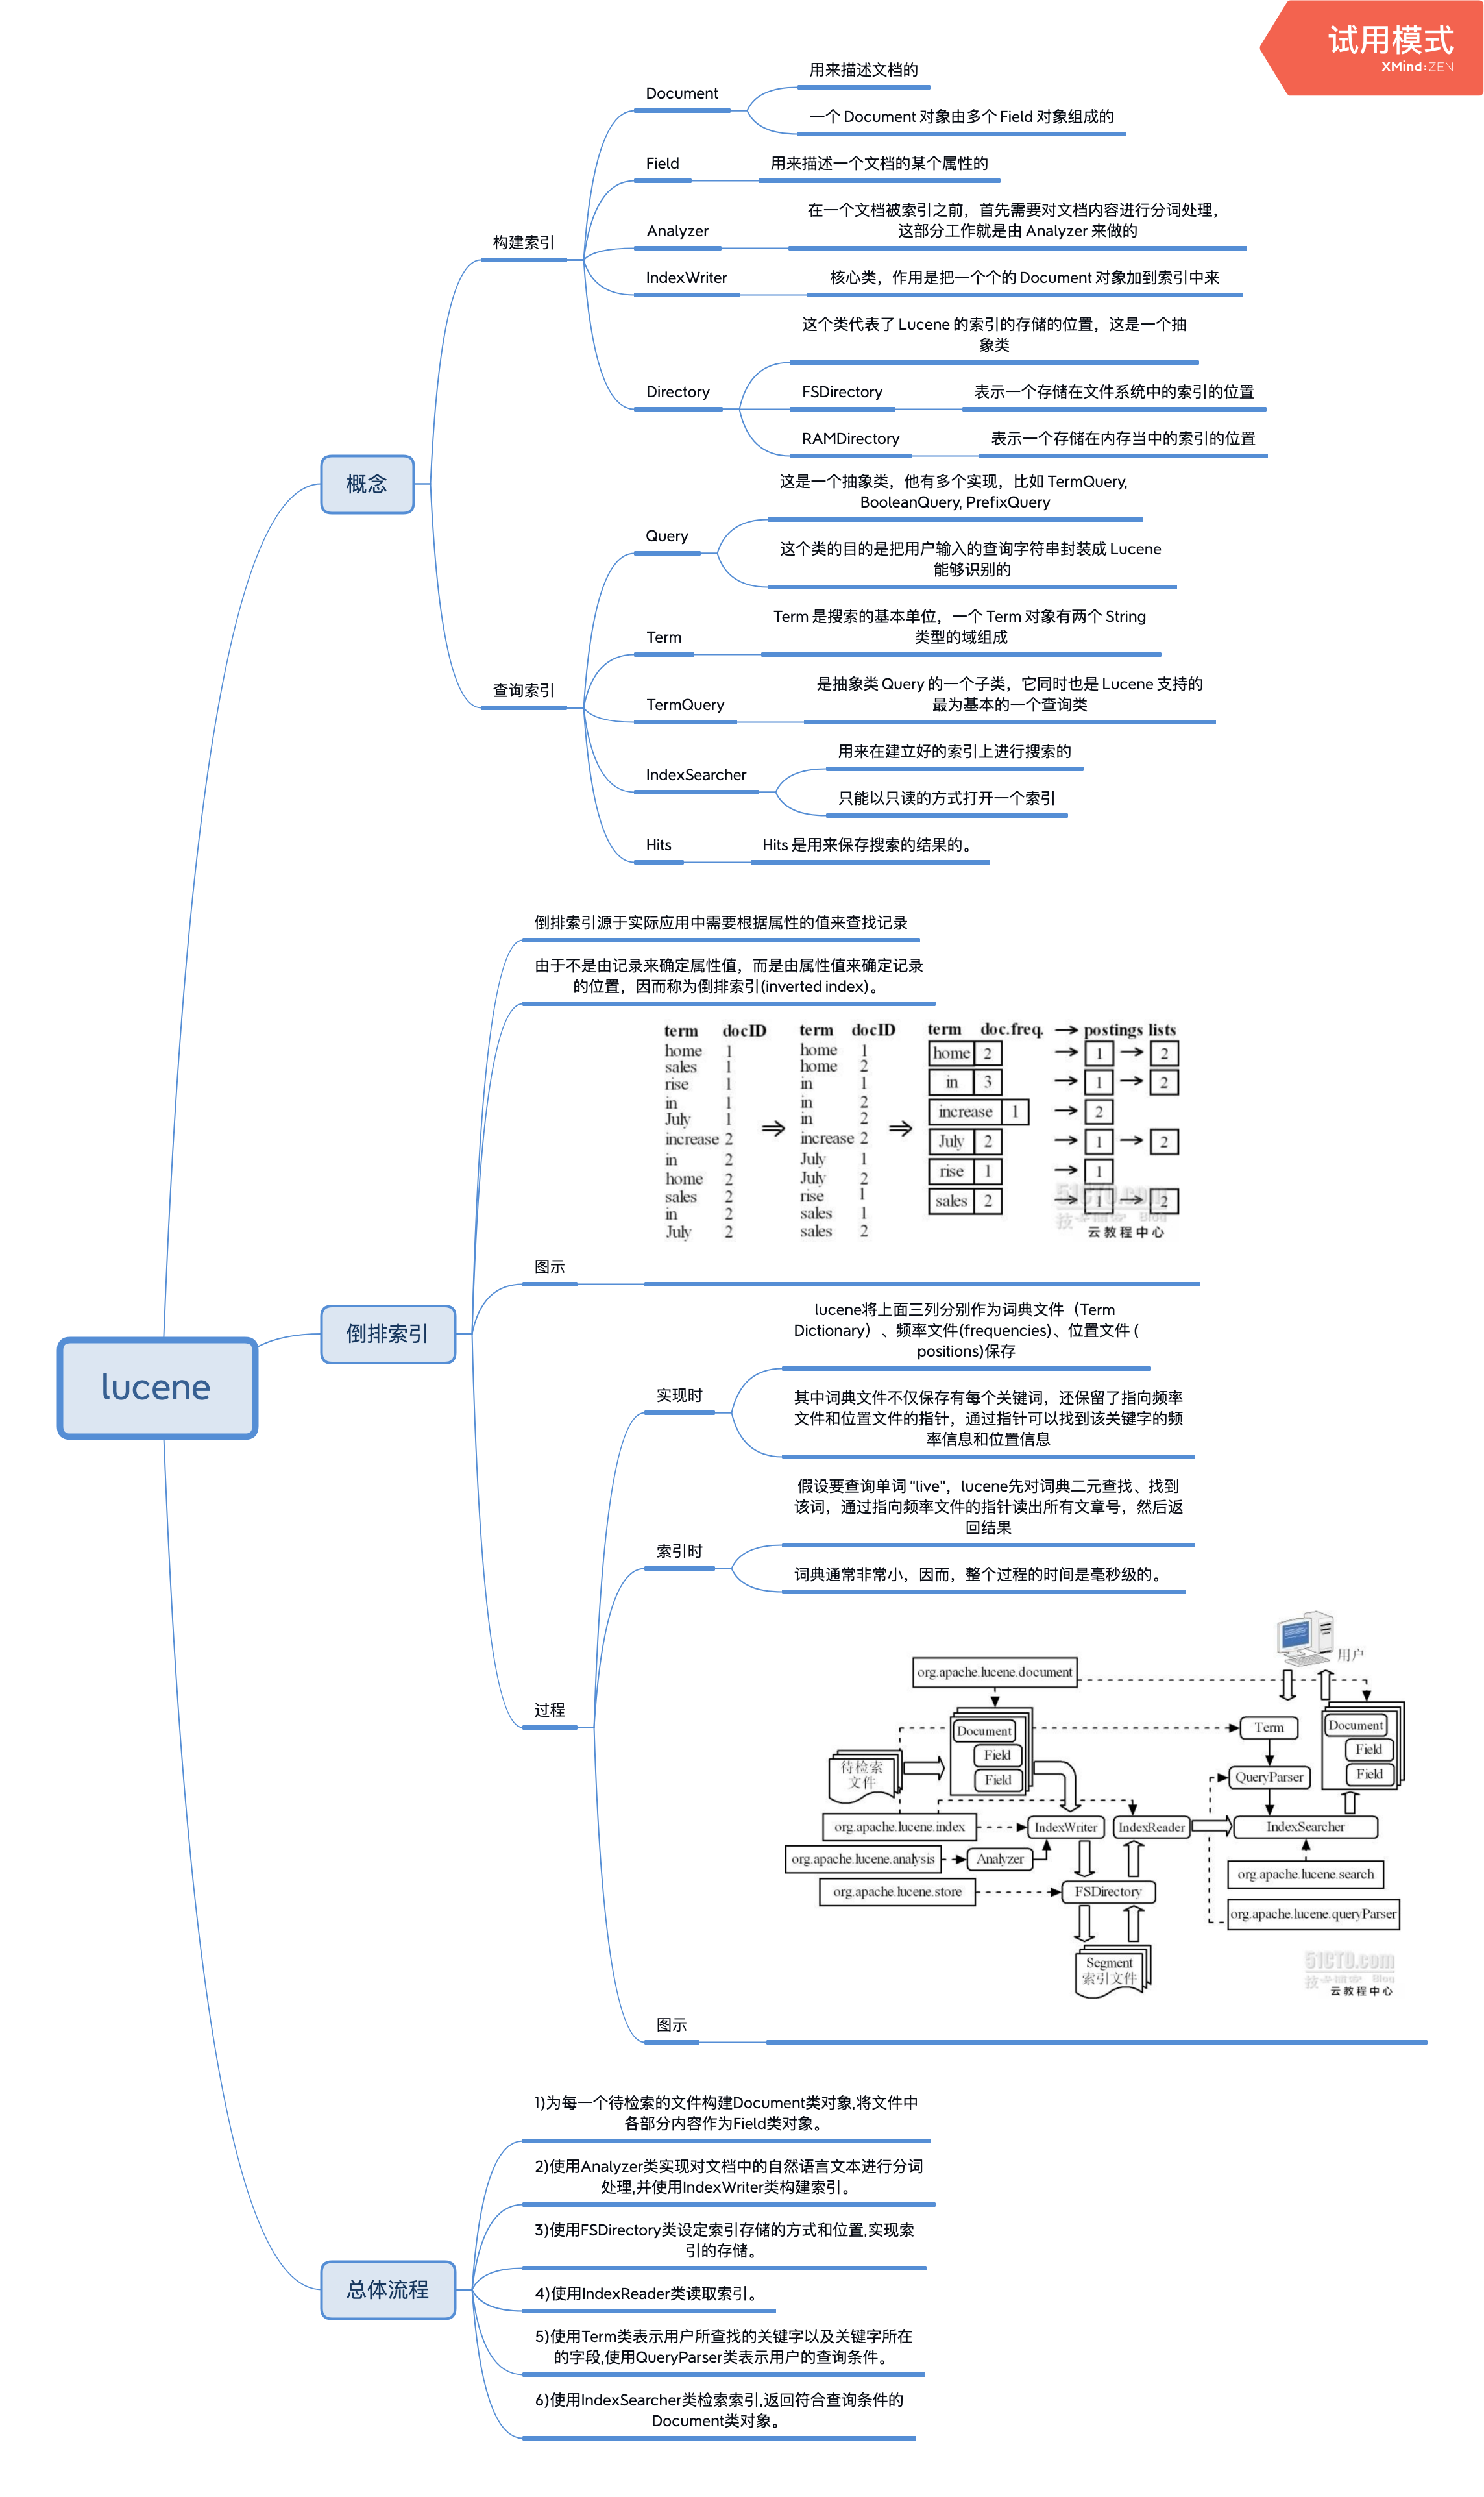 试用模式
XMind:ZEN
lucene
概念
构建索引
Document
用来描述文档的
一个 Document 对象由多个 Field 对象组成的
Field
用来描述一个文档的某个属性的
Analyzer
在一个文档被索引之前，首先需要对文档内容进行分词处理，
这部分工作就是由 Analyzer 来做的
IndexWriter
核心类，作用是把一个个的 Document 对象加到索引中来
Directory
这个类代表了 Lucene 的索引的存储的位置，这是一个抽
象类
FSDirectory
表示一个存储在文件系统中的索引的位置
RAMDirectory
表示一个存储在内存当中的索引的位置
查询索引
Query
这是一个抽象类，他有多个实现，比如 TermQuery,
BooleanQuery, PrefixQuery
这个类的目的是把用户输入的查询字符串封装成 Lucene
能够识别的
Term
Term 是搜索的基本单位，一个 Term 对象有两个 String
类型的域组成
TermQuery
是抽象类 Query 的一个子类，它同时也是 Lucene 支持的
最为基本的一个查询类
IndexSearcher
用来在建立好的索引上进行搜索的
只能以只读的方式打开一个索引
Hits
Hits 是用来保存搜索的结果的。
倒排索引
倒排索引源于实际应用中需要根据属性的值来查找记录
由于不是由记录来确定属性值，而是由属性值来确定记录
的位置，因而称为倒排索引(inverted index)。
图示
term docID
home 1
sales 1
rise 1
in 1
July 1
increase 2
in 2
home 2
sales 2
in 2
July 2
⇒
term docID
home 1
home 2
in 1
in 2
in 2
increase 2
July 1
July 2
rise 1
sales 1
sales 2
⇒
term doc.freq. → postings lists
home 2 → 1 → 2
in 3 → 1 → 2
increase 1 → 2
July 2 → 1 → 2
rise 1 → 1
sales 2 → 1 → 2
51CTO.com
云教程中心
过程
实现时
lucene将上面三列分别作为词典文件（Term
Dictionary）、频率文件(frequencies)、位置文件 (
positions)保存
其中词典文件不仅保存有每个关键词，还保留了指向频率
文件和位置文件的指针，通过指针可以找到该关键字的频
率信息和位置信息
索引时
假设要查询单词 “live"，lucene先对词典二元查找、找到
该词，通过指向频率文件的指针读出所有文章号，然后返
回结果
词典通常非常小，因而，整个过程的时间是毫秒级的。
图示
用户
org.apache.lucene.document
Document
Field
Field
Term
Document
Field
Field
待检索
文件
QueryParser
org.apache.lucene.index
IndexWriter
IndexReader
IndexSearcher
org.apache.lucene.analysis
Analyzer
org.apache.lucene.search
org.apache.lucene.store
FSDirectory
org.apache.lucene.queryParser
Segment
索引文件
51CTO.com
Blog
云教程中心
总体流程
1)为每一个待检索的文件构建Document类对象,将文件中
各部分内容作为Field类对象。
2)使用Analyzer类实现对文档中的自然语言文本进行分词
处理,并使用IndexWriter类构建索引。
3)使用FSDirectory类设定索引存储的方式和位置,实现索
引的存储。
4)使用IndexReader类读取索引。
5)使用Term类表示用户所查找的关键字以及关键字所在
的字段,使用QueryParser类表示用户的查询条件。
6)使用IndexSearcher类检索索引,返回符合查询条件的
Document类对象。